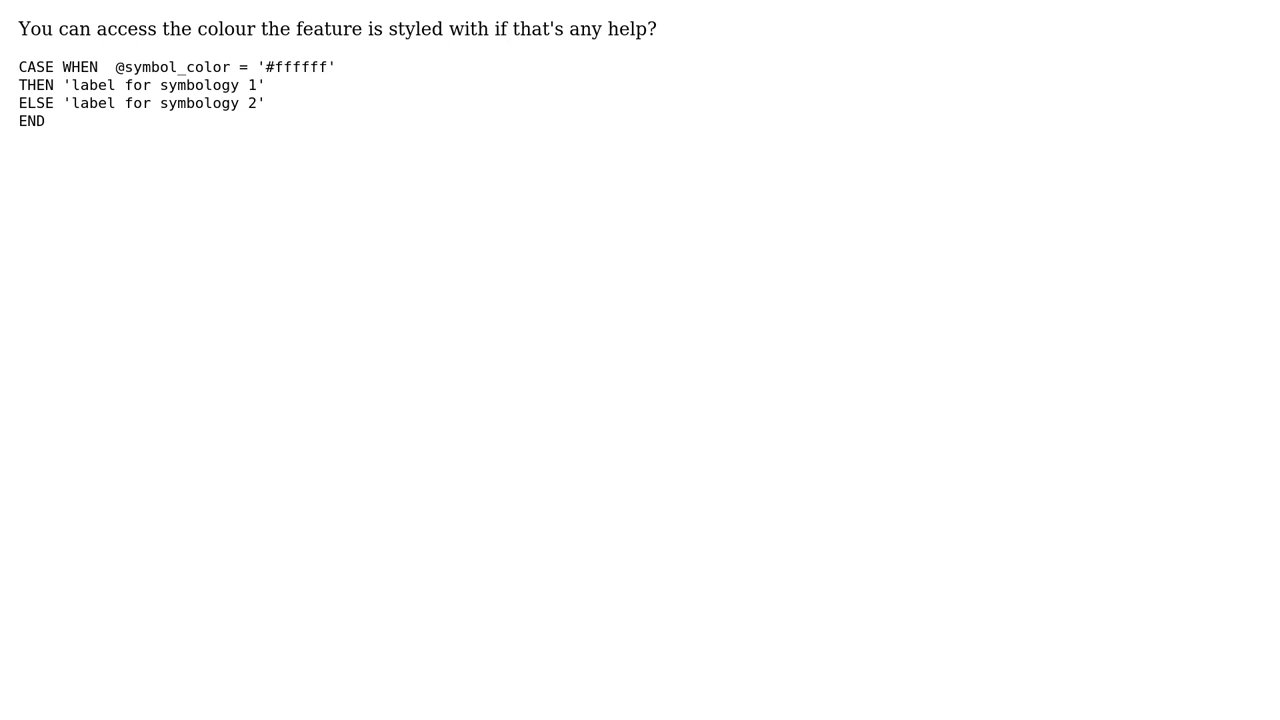 You can access the colour the feature is styled with if that's any help?
CASE WHEN  @symbol_color = '#ffffff'
THEN 'label for symbology 1'
ELSE 'label for symbology 2'
END